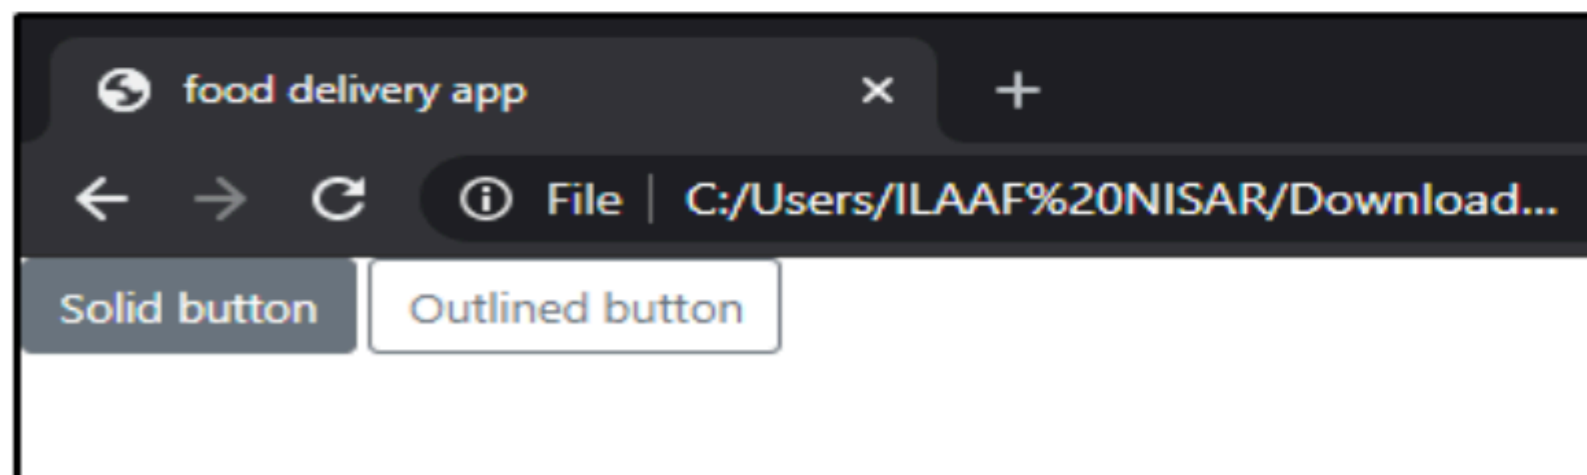 food delivery app
File C:/Users/ILAAF%20NISAR/Download...
Solid button Outlined button